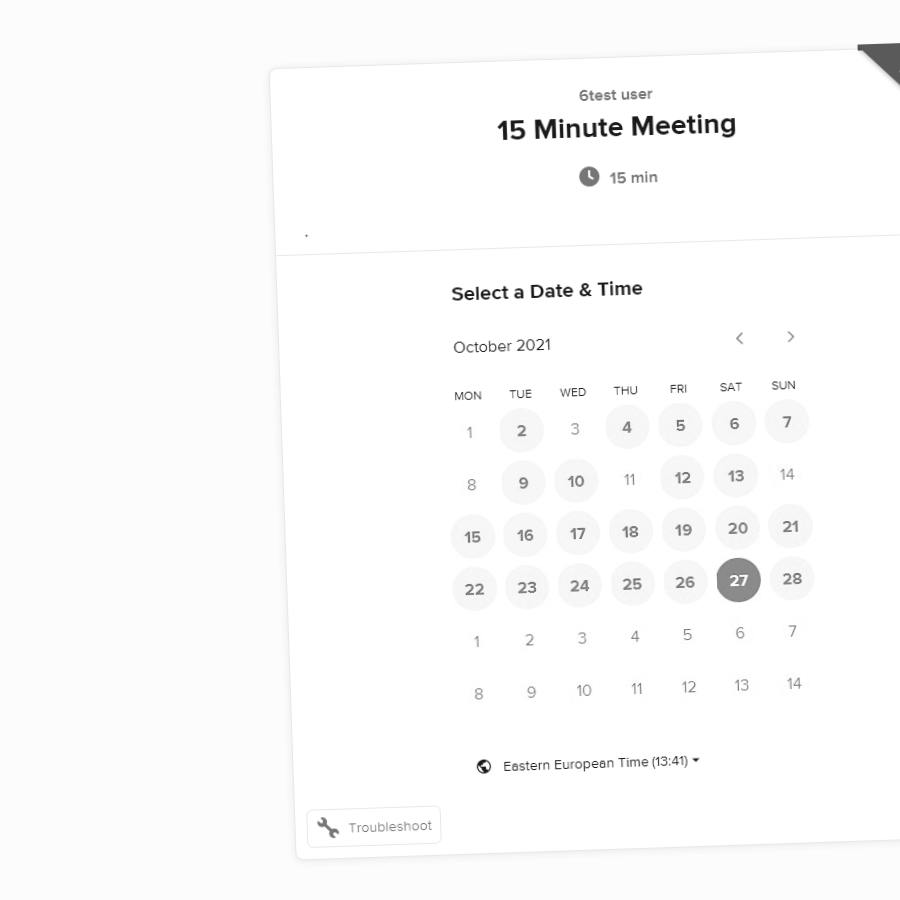 6test user
15 Minute Meeting
15 min
.
Select a Date & Time
October 2021
MON TUE WED THU FRI SAT SUN
1 2 3 4 5 6 7
8 9 10 11 12 13 14
15 16 17 18 19 20 21
22 23 24 25 26 27 28
1 2 3 4 5 6 7
8 9 10 11 12 13 14
Eastern European Time (13:41)
Troubleshoot